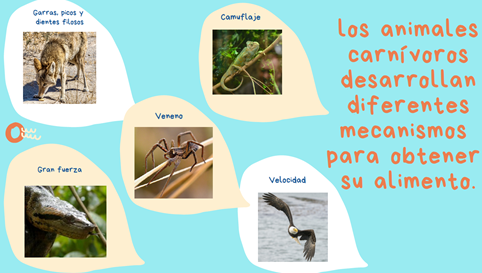 Garras, picos y
dientes filosos
Camuflaje
Veneno
Gran fuerza
Velocidad
los animales
carnívoros
desarrollan
diferentes
mecanismos
para obtener
su alimento.